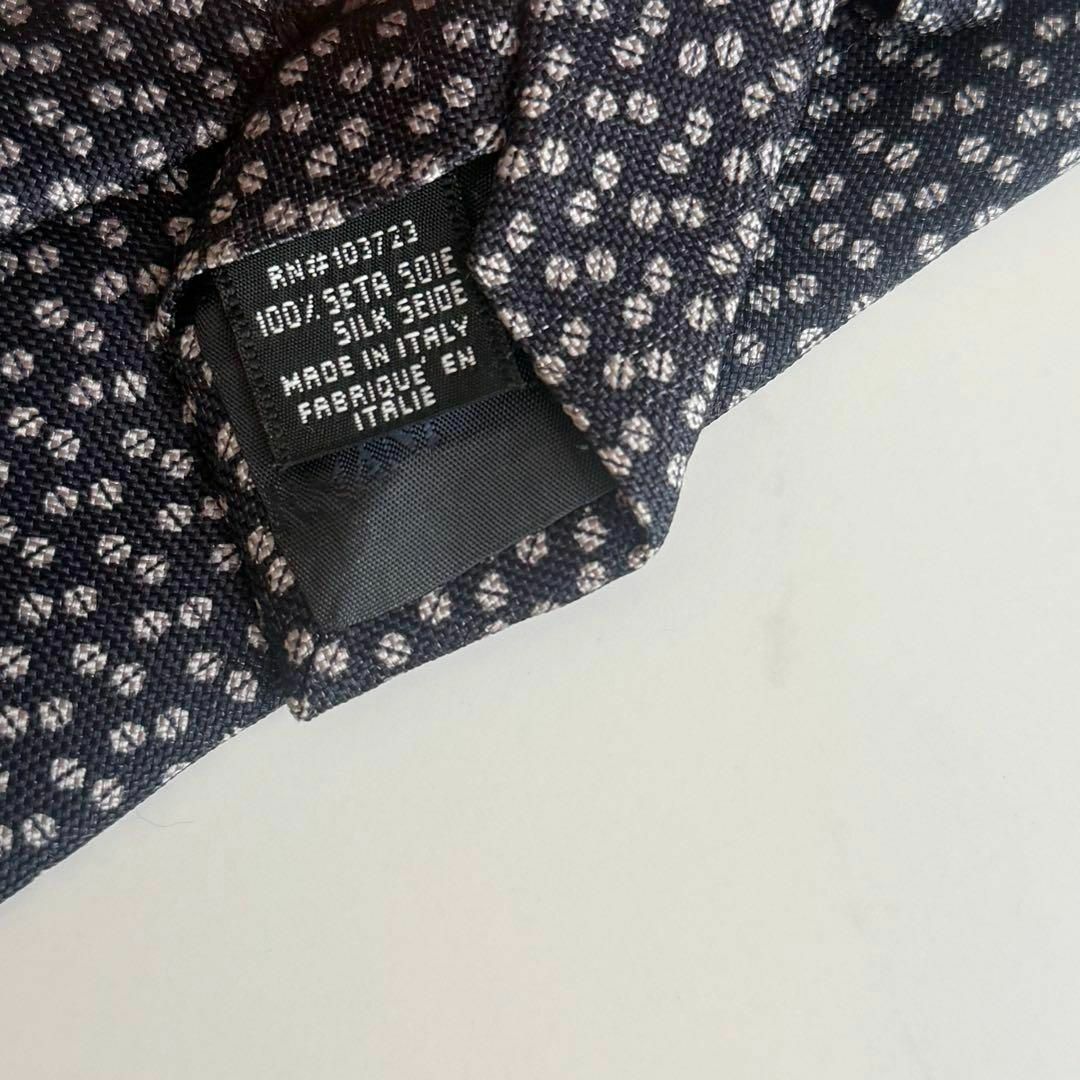 RN#103723
100% SETA SOIE
SILK SEIDE
MADE IN ITALY
FABRIQUE' EN
ITALIE